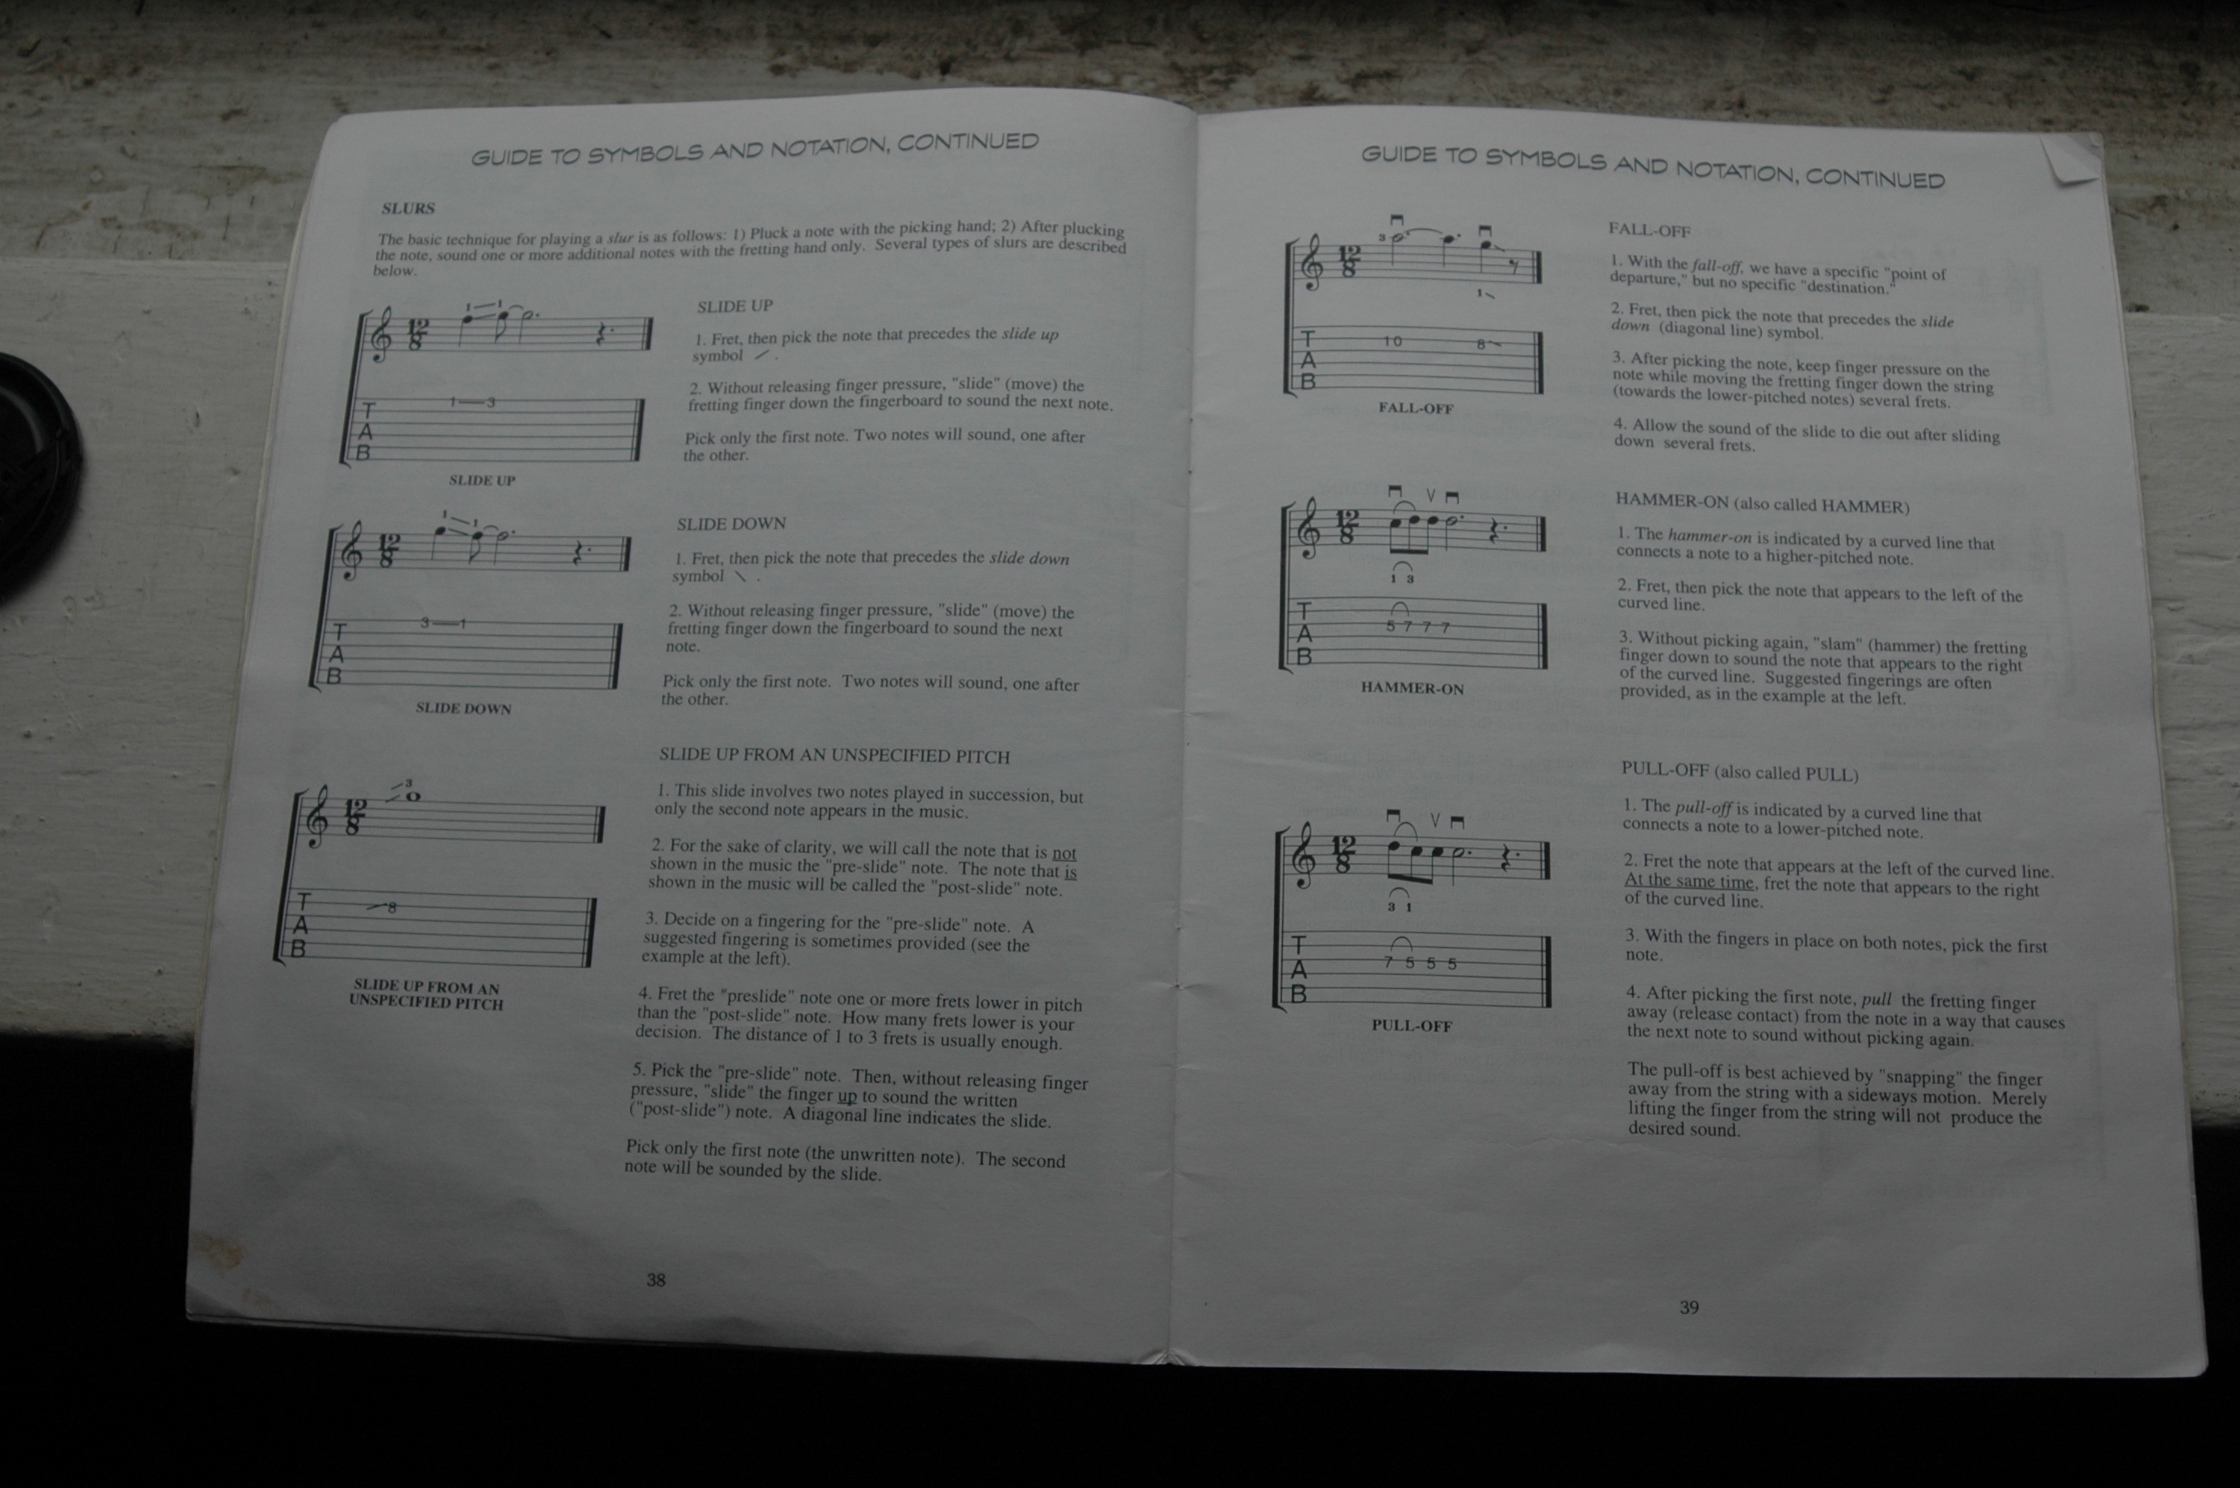 GUIDE TO SYMBOLS AND NOTATION, CONTINUED
SLURS
The basic technique for playing a slur is as follows: 1) Pluck a note with the picking hand; 2) After plucking
the note, sound one or more additional notes with the fretting hand only. Several types of slurs are described
below.
1 1
12
8
T
A
B
1 3
SLIDE UP
SLIDE UP
1. Fret, then pick the note that precedes the slide up
symbol / .
2. Without releasing finger pressure, "slide" (move) the
fretting finger down the fingerboard to sound the next note.
Pick only the first note. Two notes will sound, one after
the other.
1 1
12
8
T
A
B
3 1
SLIDE DOWN
SLIDE DOWN
1. Fret, then pick the note that precedes the slide down
symbol \ .
2. Without releasing finger pressure, "slide" (move) the
fretting finger down the fingerboard to sound the next
note.
Pick only the first note. Two notes will sound, one after
the other.
3
12
8
T
A
B
8
SLIDE UP FROM AN
UNSPECIFIED PITCH
SLIDE UP FROM AN UNSPECIFIED PITCH
1. This slide involves two notes played in succession, but
only the second note appears in the music.
2. For the sake of clarity, we will call the note that is not
shown in the music the "pre-slide" note. The note that is
shown in the music will be called the "post-slide" note.
3. Decide on a fingering for the "pre-slide" note. A
suggested fingering is sometimes provided (see the
example at the left).
4. Fret the "preslide" note one or more frets lower in pitch
than the "post-slide" note. How many frets lower is your
decision. The distance of 1 to 3 frets is usually enough.
5. Pick the "pre-slide" note. Then, without releasing finger
pressure, "slide" the finger up to sound the written
("post-slide") note. A diagonal line indicates the slide.
Pick only the first note (the unwritten note). The second
note will be sounded by the slide.
38
GUIDE TO SYMBOLS AND NOTATION, CONTINUED
3
12
8
1
T
A
B
10 8
FALL-OFF
FALL-OFF
1. With the fall-off, we have a specific "point of
departure," but no specific "destination."
2. Fret, then pick the note that precedes the slide
down (diagonal line) symbol.
3. After picking the note, keep finger pressure on the
note while moving the fretting finger down the string
(towards the lower-pitched notes) several frets.
4. Allow the sound of the slide to die out after sliding
down several frets.
12
8
1 3
T
A
B
5 7 7 7
HAMMER-ON
HAMMER-ON (also called HAMMER)
1. The hammer-on is indicated by a curved line that
connects a note to a higher-pitched note.
2. Fret, then pick the note that appears to the left of the
curved line.
3. Without picking again, "slam" (hammer) the fretting
finger down to sound the note that appears to the right
of the curved line. Suggested fingerings are often
provided, as in the example at the left.
12
8
3 1
T
A
B
7 5 5 5
PULL-OFF
PULL-OFF (also called PULL)
1. The pull-off is indicated by a curved line that
connects a note to a lower-pitched note.
2. Fret the note that appears at the left of the curved line.
At the same time, fret the note that appears to the right
of the curved line.
3. With the fingers in place on both notes, pick the first
note.
4. After picking the first note, pull the fretting finger
away (release contact) from the note in a way that causes
the next note to sound without picking again.
The pull-off is best achieved by "snapping" the finger
away from the string with a sideways motion. Merely
lifting the finger from the string will not produce the
desired sound.
39